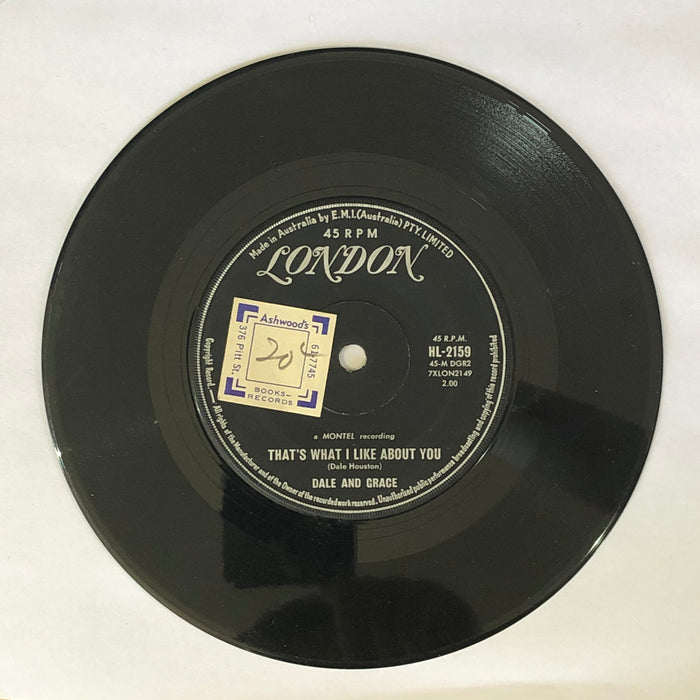 Made in Australia by E.M.I.(Australia) PTY. LIMITED
45 RPM
LONDON
Ashwood's
376 Pitt St.
20c
BOOKS-
RECORDS
45 R.P.M.
HL-2159
45-M DGR2
7XLON2149
2.00
a MONTEL recording
THAT'S WHAT I LIKE ABOUT YOU
(Dale Houston)
DALE AND GRACE
Copyright Record. All rights of the Manufacturer and of the Owner of the recorded work reserved. Unauthorised public performance broadcasting and copying of this record prohibited